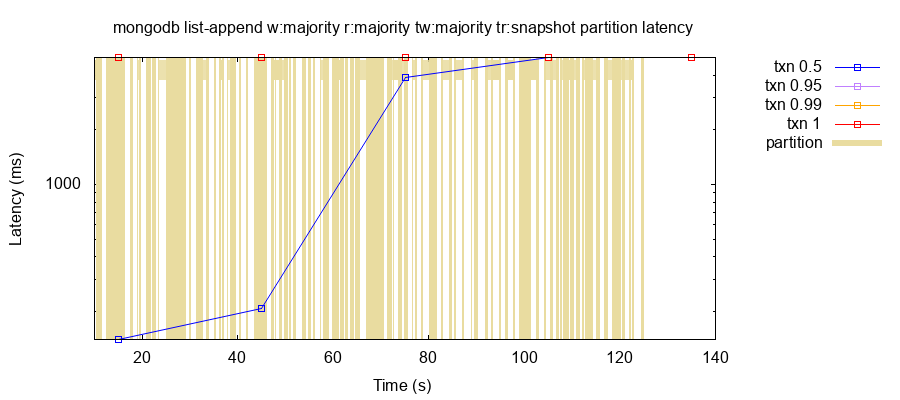 mongodb list-append w:majority r:majority tw:majority tr:snapshot partition latency
txn 0.5
txn 0.95
txn 0.99
txn 1
partition
Latency (ms)
1000
20 40 60 80 100 120 140
Time (s)